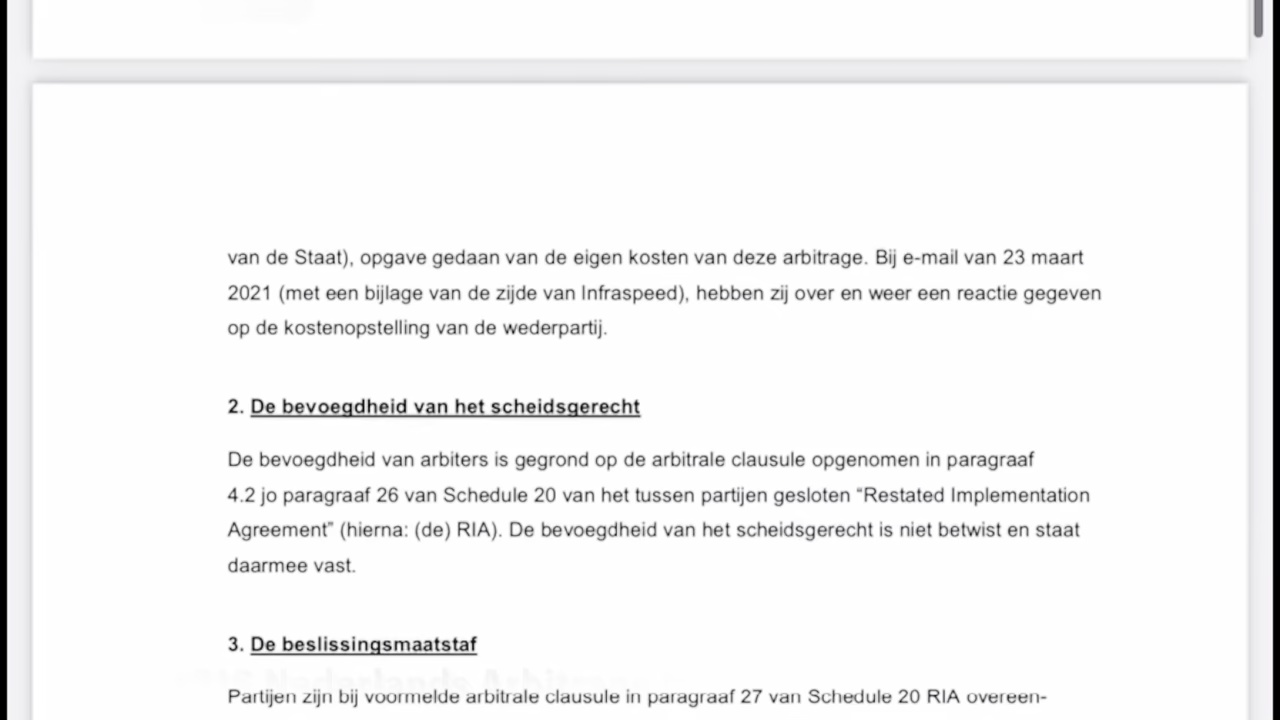 van de Staat), opgave gedaan van de eigen kosten van deze arbitrage. Bij e-mail van 23 maart
2021 (met een bijlage van de zijde van Infraspeed), hebben zij over en weer een reactie gegeven
op de kostenopstelling van de wederpartij.
2. De bevoegdheid van het scheidsgerecht
De bevoegdheid van arbiters is gegrond op de arbitrale clausule opgenomen in paragraaf
4.2 jo paragraaf 26 van Schedule 20 van het tussen partijen gesloten “Restated Implementation
Agreement” (hierna: (de) RIA). De bevoegdheid van het scheidsgerecht is niet betwist en staat
daarmee vast.
3. De beslissingsmaatstaf
Partijen zijn bij voormelde arbitrale clausule in paragraaf 27 van Schedule 20 RIA overeen-